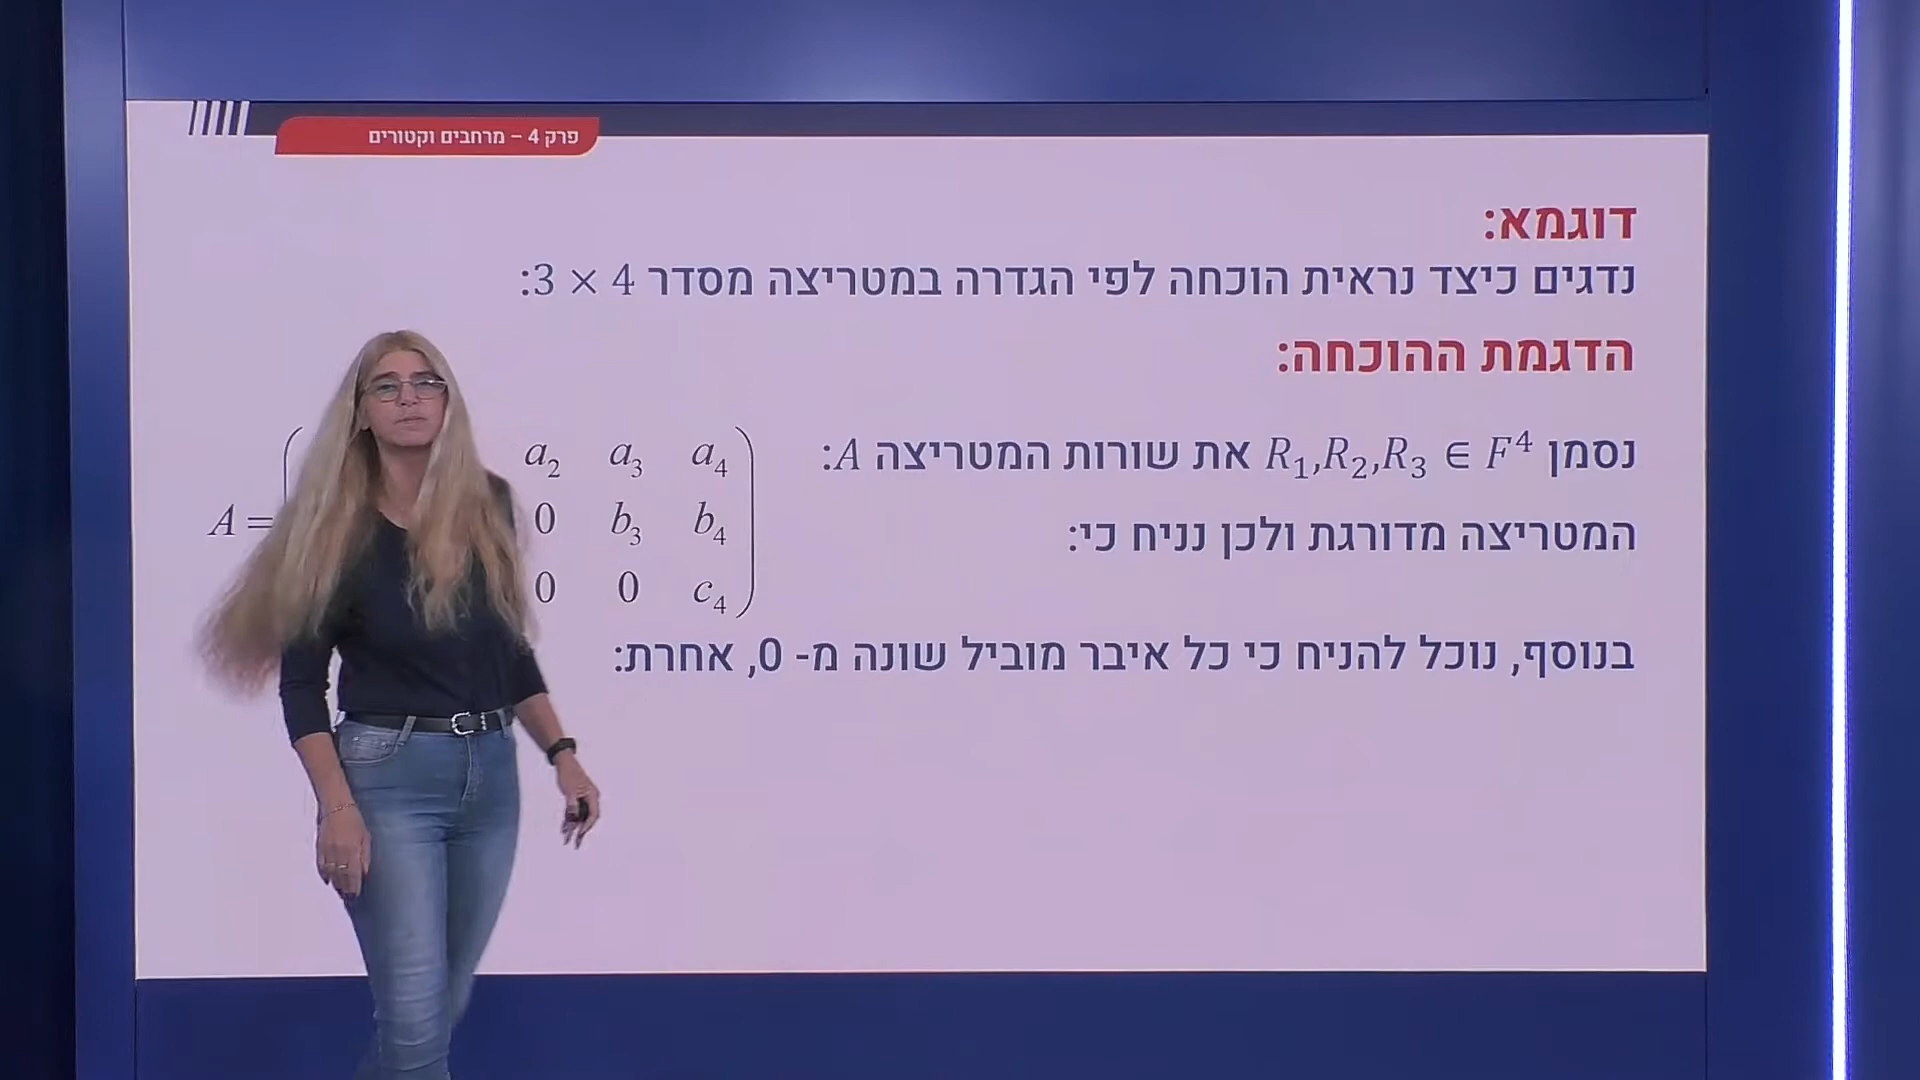 פרק 4 – מרחבים וקטורים
דוגמא:
נדגים כיצד נראית הוכחה לפי הגדרה במטריצה מסדר 3 × 4:
הדגמת ההוכחה:
נסמן R₁,R₂,R₃ ∈ F⁴ את שורות המטריצה A:
המטריצה מדורגת ולכן נניח כי:
a₂ a₃ a₄
A = 0 b₃ b₄
0 0 c₄
בנוסף, נוכל להניח כי כל איבר מוביל שונה מ- 0, אחרת: